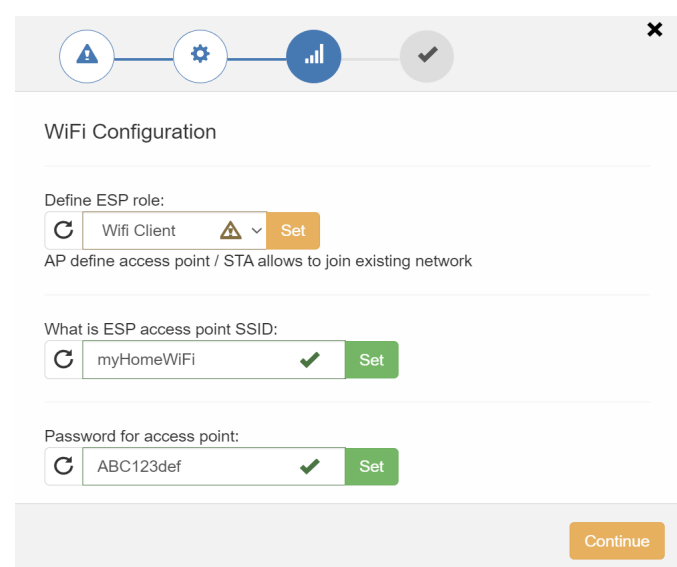 WiFi Configuration
Define ESP role:
Wifi Client Set
AP define access point / STA allows to join existing network
What is ESP access point SSID:
myHomeWiFi Set
Password for access point:
ABC123def Set
Continue